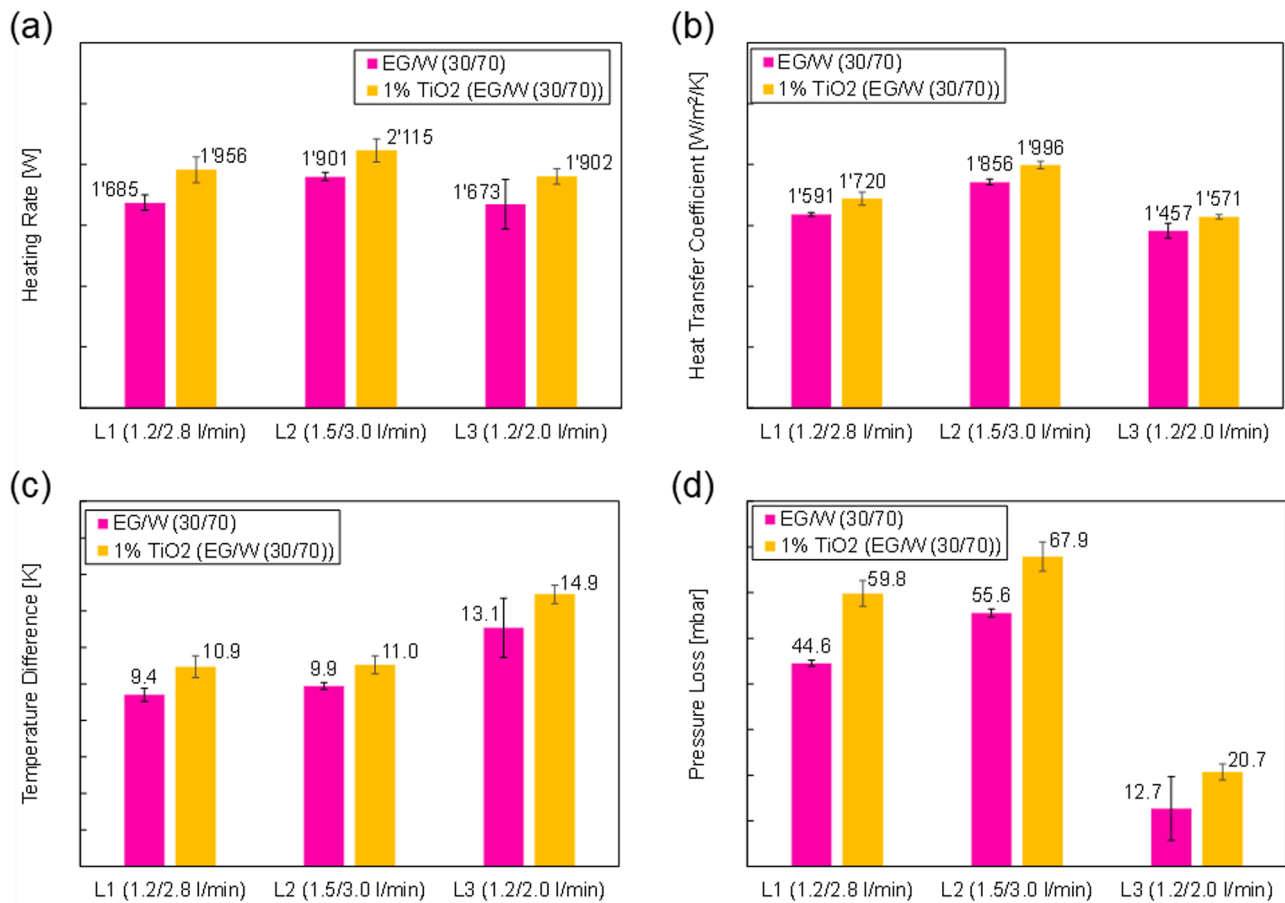 (a)
Heating Rate [W]
EG/W (30/70)
1% TiO2 (EG/W (30/70))
1'685
1'956
1'901
2'115
1'673
1'902
L1 (1.2/2.8 l/min)
L2 (1.5/3.0 l/min)
L3 (1.2/2.0 l/min)
(b)
Heat Transfer Coefficient [W/m²/K]
EG/W (30/70)
1% TiO2 (EG/W (30/70))
1'591
1'720
1'856
1'996
1'457
1'571
L1 (1.2/2.8 l/min)
L2 (1.5/3.0 l/min)
L3 (1.2/2.0 l/min)
(c)
Temperature Difference [K]
EG/W (30/70)
1% TiO2 (EG/W (30/70))
9.4
10.9
9.9
11.0
13.1
14.9
L1 (1.2/2.8 l/min)
L2 (1.5/3.0 l/min)
L3 (1.2/2.0 l/min)
(d)
Pressure Loss [mbar]
EG/W (30/70)
1% TiO2 (EG/W (30/70))
44.6
59.8
55.6
67.9
12.7
20.7
L1 (1.2/2.8 l/min)
L2 (1.5/3.0 l/min)
L3 (1.2/2.0 l/min)